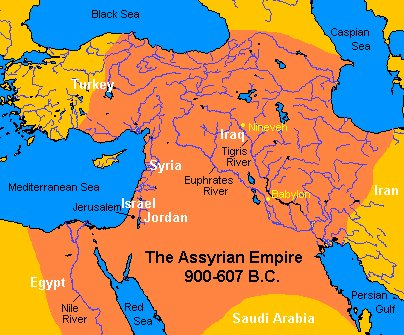 Black Sea
Caspian
Sea
Turkey
Nineveh
Iraq
Tigris
River
Syria
Euphrates
River
Mediterranean Sea
Babylon
Iran
Jerusalem
Israel
Jordan
The Assyrian Empire
900-607 B.C.
Egypt
Nile
River
Red
Sea
Persian
Gulf
Saudi Arabia